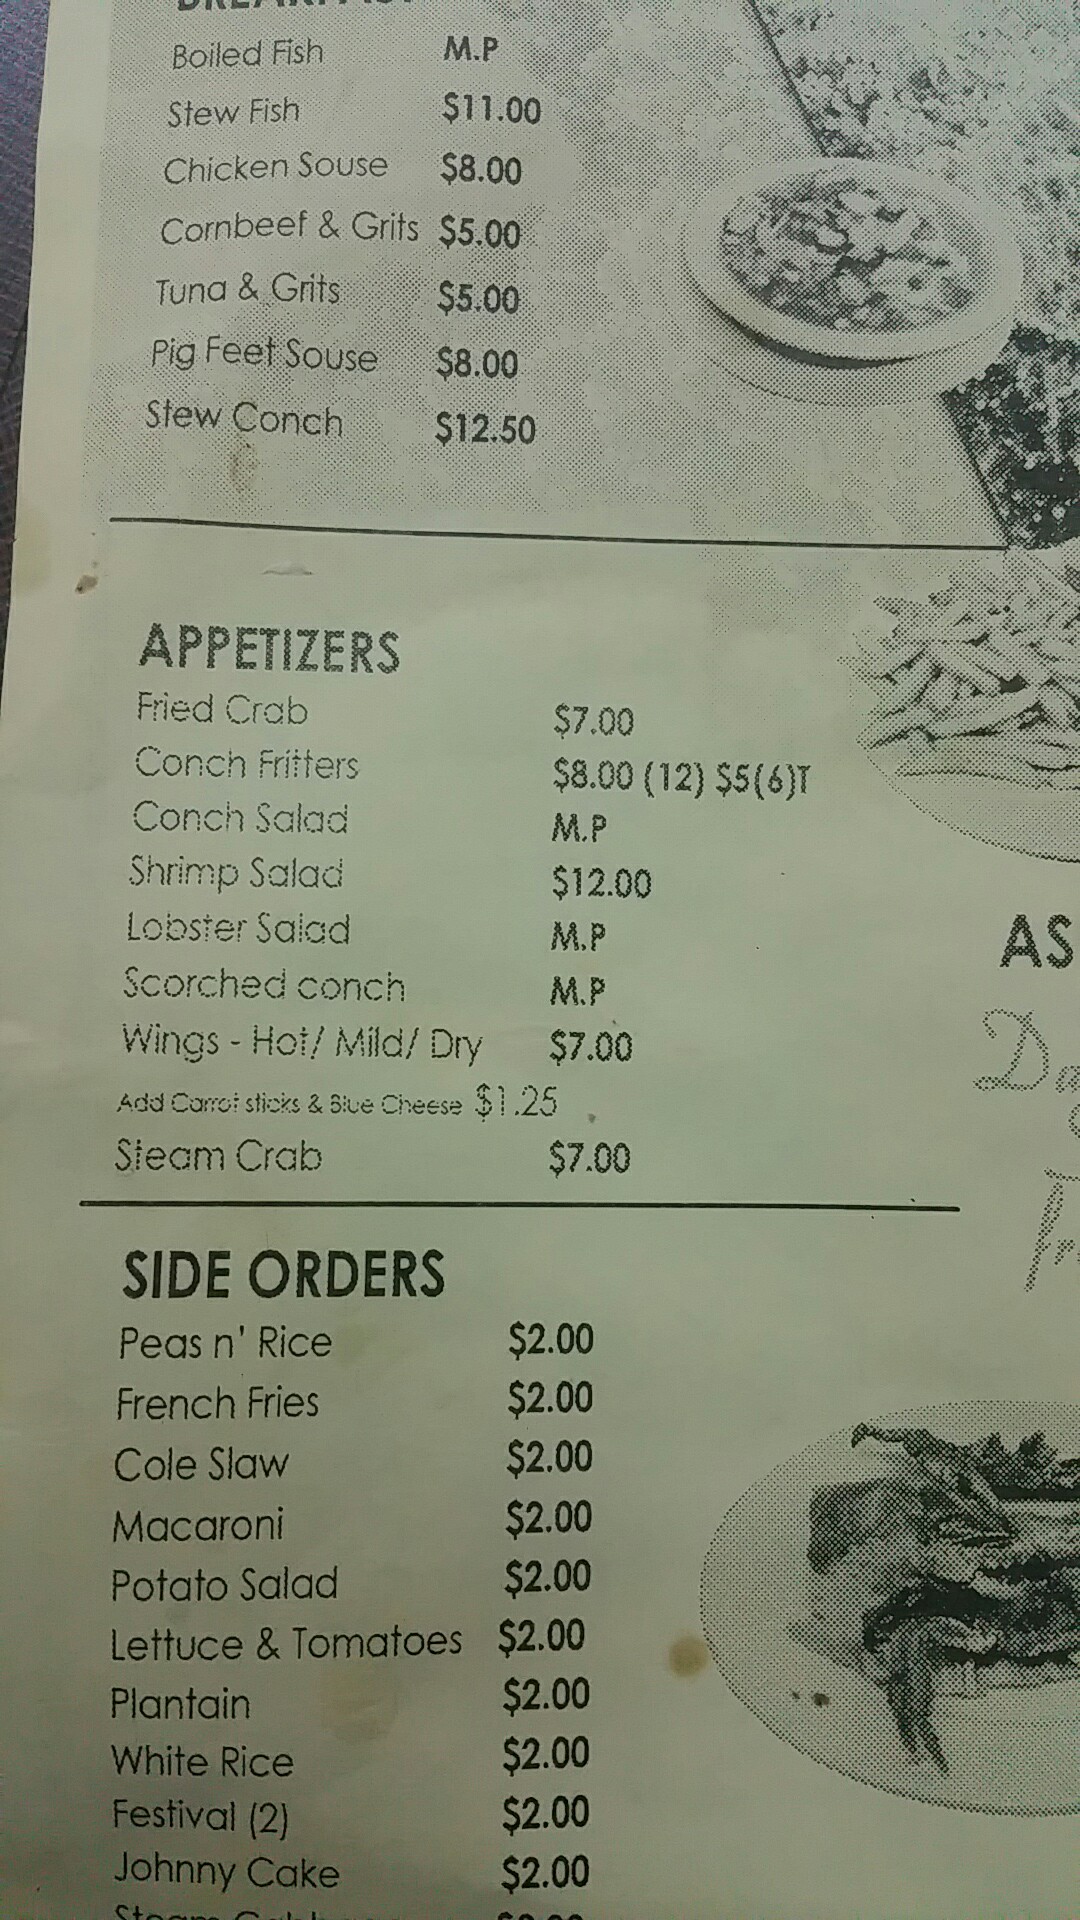 BREAKFAST
Boiled Fish M.P
Stew Fish $11.00
Chicken Souse $8.00
Cornbeef & Grits $5.00
Tuna & Grits $5.00
Pig Feet Souse $8.00
Stew Conch $12.50
APPETIZERS
Fried Crab $7.00
Conch Fritters $8.00 (12) $5(6)T
Conch Salad M.P
Shrimp Salad $12.00
Lobster Salad M.P
Scorched conch M.P
Wings - Hot/ Mild/ Dry $7.00
Add Carrot sticks & Blue Cheese $1.25
Steam Crab $7.00
AS
SIDE ORDERS
Peas n' Rice $2.00
French Fries $2.00
Cole Slaw $2.00
Macaroni $2.00
Potato Salad $2.00
Lettuce & Tomatoes $2.00
Plantain $2.00
White Rice $2.00
Festival (2) $2.00
Johnny Cake $2.00